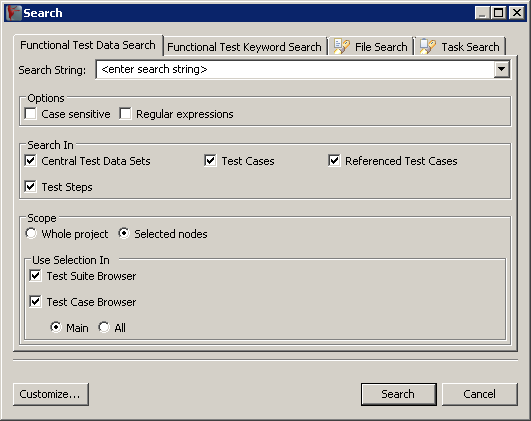 Search
Functional Test Data Search Functional Test Keyword Search File Search Task Search
Search String: <enter search string>
Options
Case sensitive Regular expressions
Search In
Central Test Data Sets Test Cases Referenced Test Cases
Test Steps
Scope
Whole project Selected nodes
Use Selection In
Test Suite Browser
Test Case Browser
Main All
Customize... Search Cancel